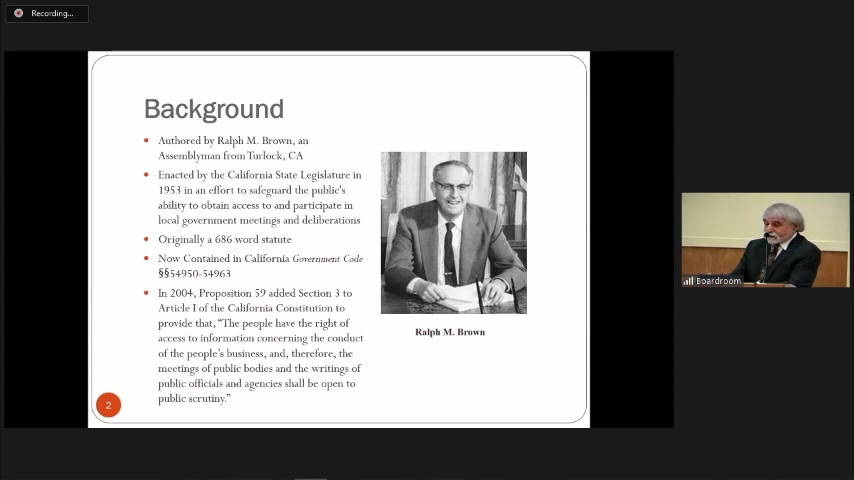 Recording...
Background
• Authored by Ralph M. Brown, an
Assemblyman from Turlock, CA
• Enacted by the California State Legislature in
1953 in an effort to safeguard the public's
ability to obtain access to and participate in
local government meetings and deliberations
• Originally a 686 word statute
• Now Contained in California Government Code
§§54950-54963
• In 2004, Proposition 59 added Section 3 to
Article I of the California Constitution to
provide that, “The people have the right of
access to information concerning the conduct
of the people’s business, and, therefore, the
meetings of public bodies and the writings of
public officials and agencies shall be open to
public scrutiny.”
Ralph M. Brown
2
Boardroom